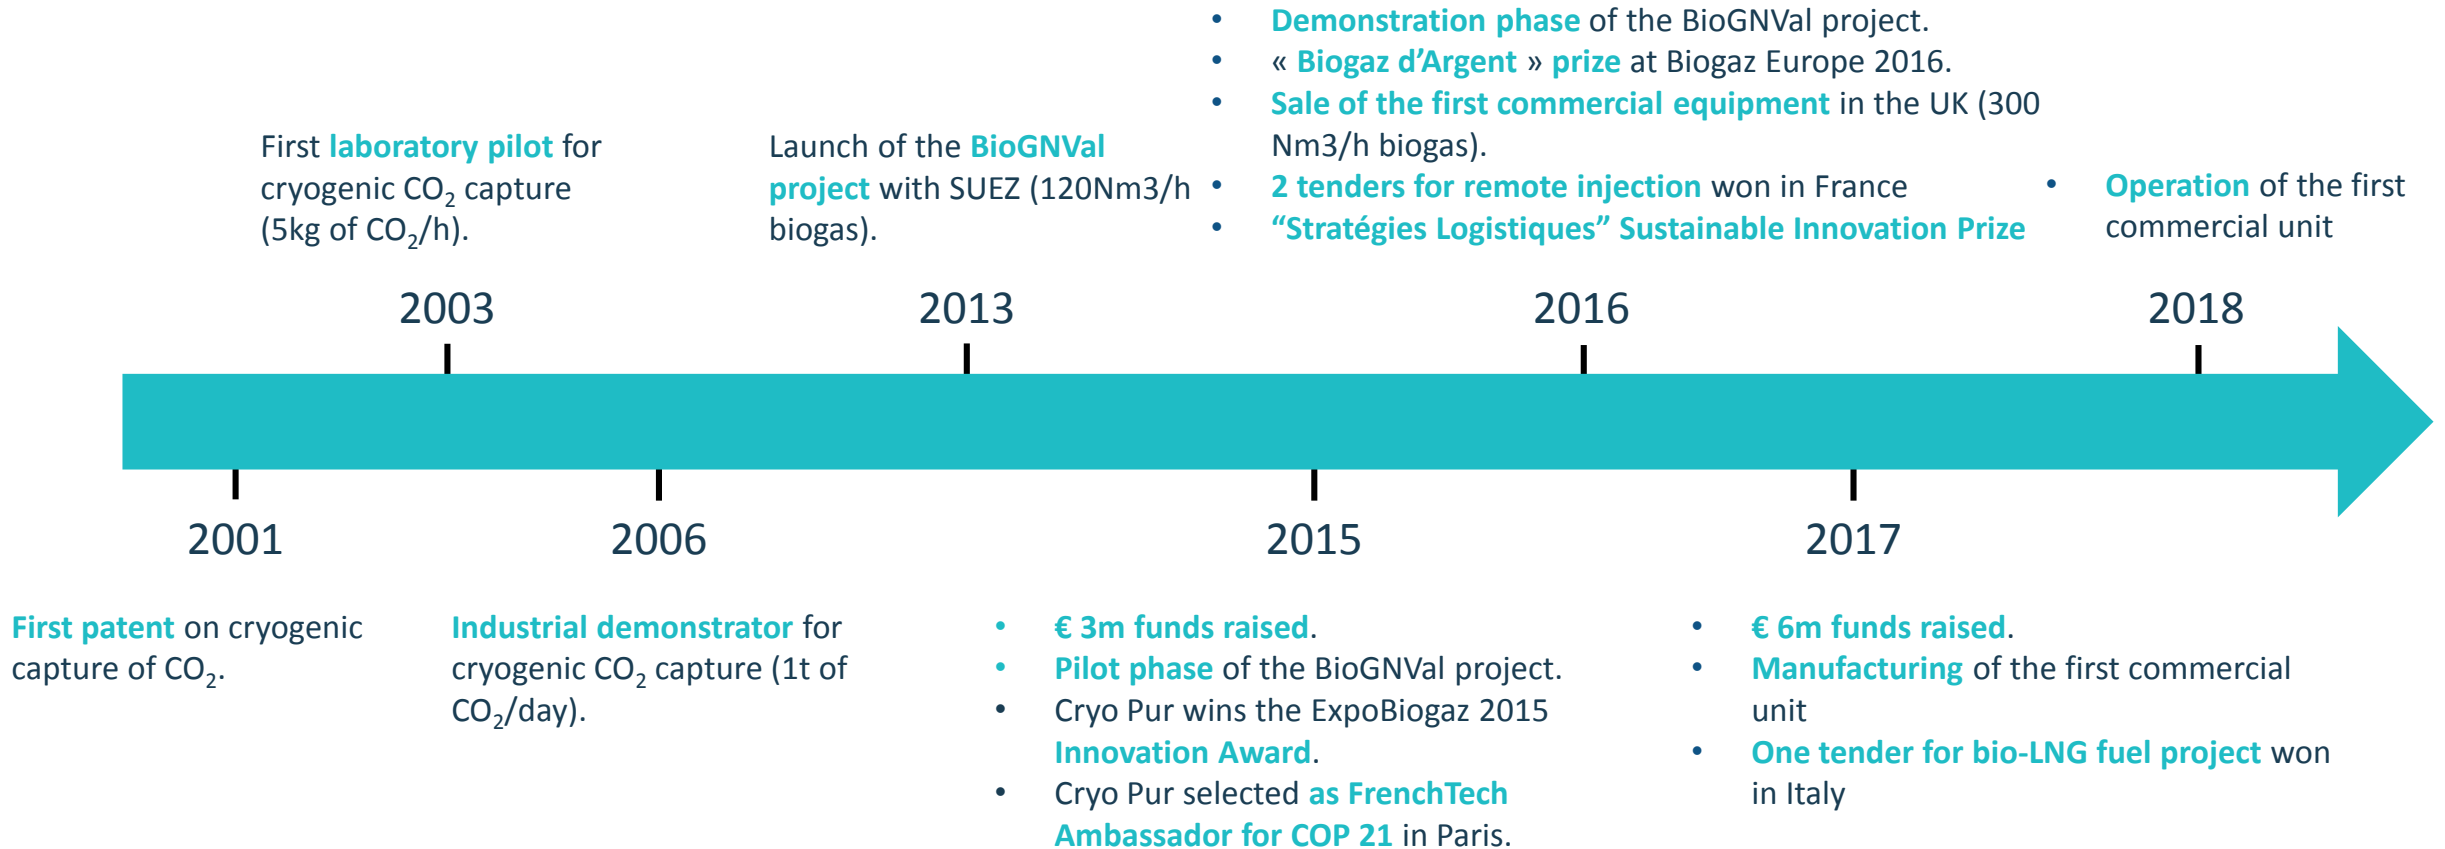 • Demonstration phase of the BioGNVal project.
• « Biogaz d’Argent » prize at Biogaz Europe 2016.
• Sale of the first commercial equipment in the UK (300
Nm3/h biogas).
• 2 tenders for remote injection won in France
• “Stratégies Logistiques” Sustainable Innovation Prize
First laboratory pilot for
cryogenic CO₂ capture
(5kg of CO₂/h).
Launch of the BioGNVal
project with SUEZ (120Nm3/h
biogas).
• Operation of the first
commercial unit
2003
2013
2016
2018
2001
2006
2015
2017
First patent on cryogenic
capture of CO₂.
Industrial demonstrator for
cryogenic CO₂ capture (1t of
CO₂/day).
• € 3m funds raised.
• Pilot phase of the BioGNVal project.
• Cryo Pur wins the ExpoBiogaz 2015
Innovation Award.
• Cryo Pur selected as FrenchTech
Ambassador for COP 21 in Paris.
• € 6m funds raised.
• Manufacturing of the first commercial
unit
• One tender for bio-LNG fuel project won
in Italy